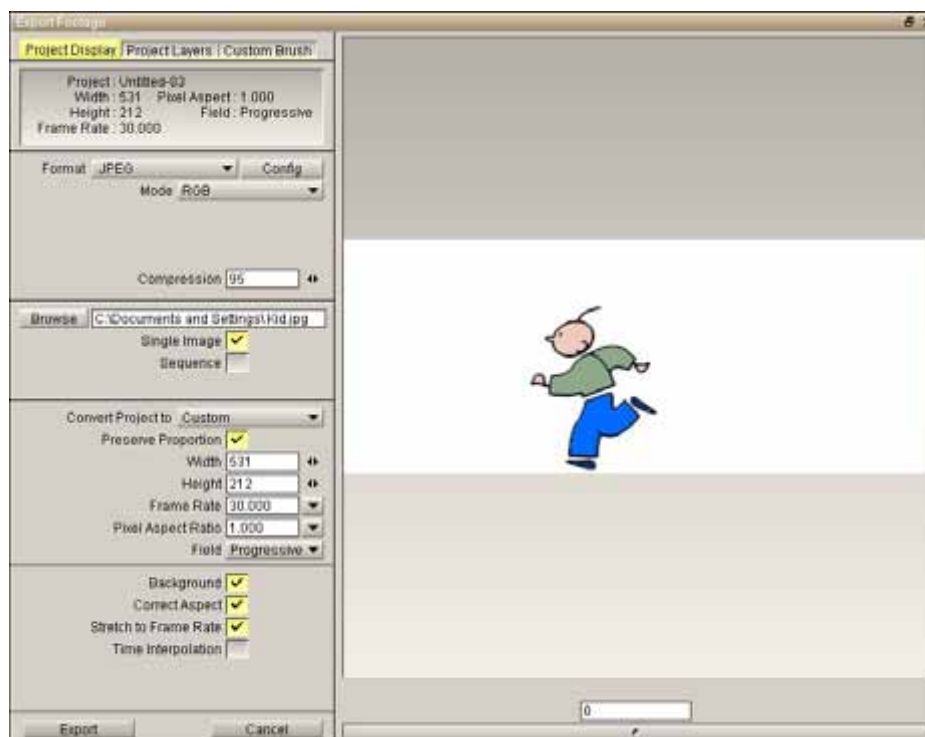 Export Footage
Project Display Project Layers Custom Brush
Project : Untitled-83
Width : 531 Pixel Aspect : 1.000
Height : 212 Field : Progressive
Frame Rate : 30.000
Format JPEG Config
Mode RGB
Compression 95
Browse C:\Documents and Settings\Kid.jpg
Single Image
Sequence
Convert Project to Custom
Preserve Proportion
Width 531
Height 212
Frame Rate 30.000
Pixel Aspect Ratio 1.000
Field Progressive
Background
Correct Aspect
Stretch to Frame Rate
Time Interpolation
0
Export Cancel